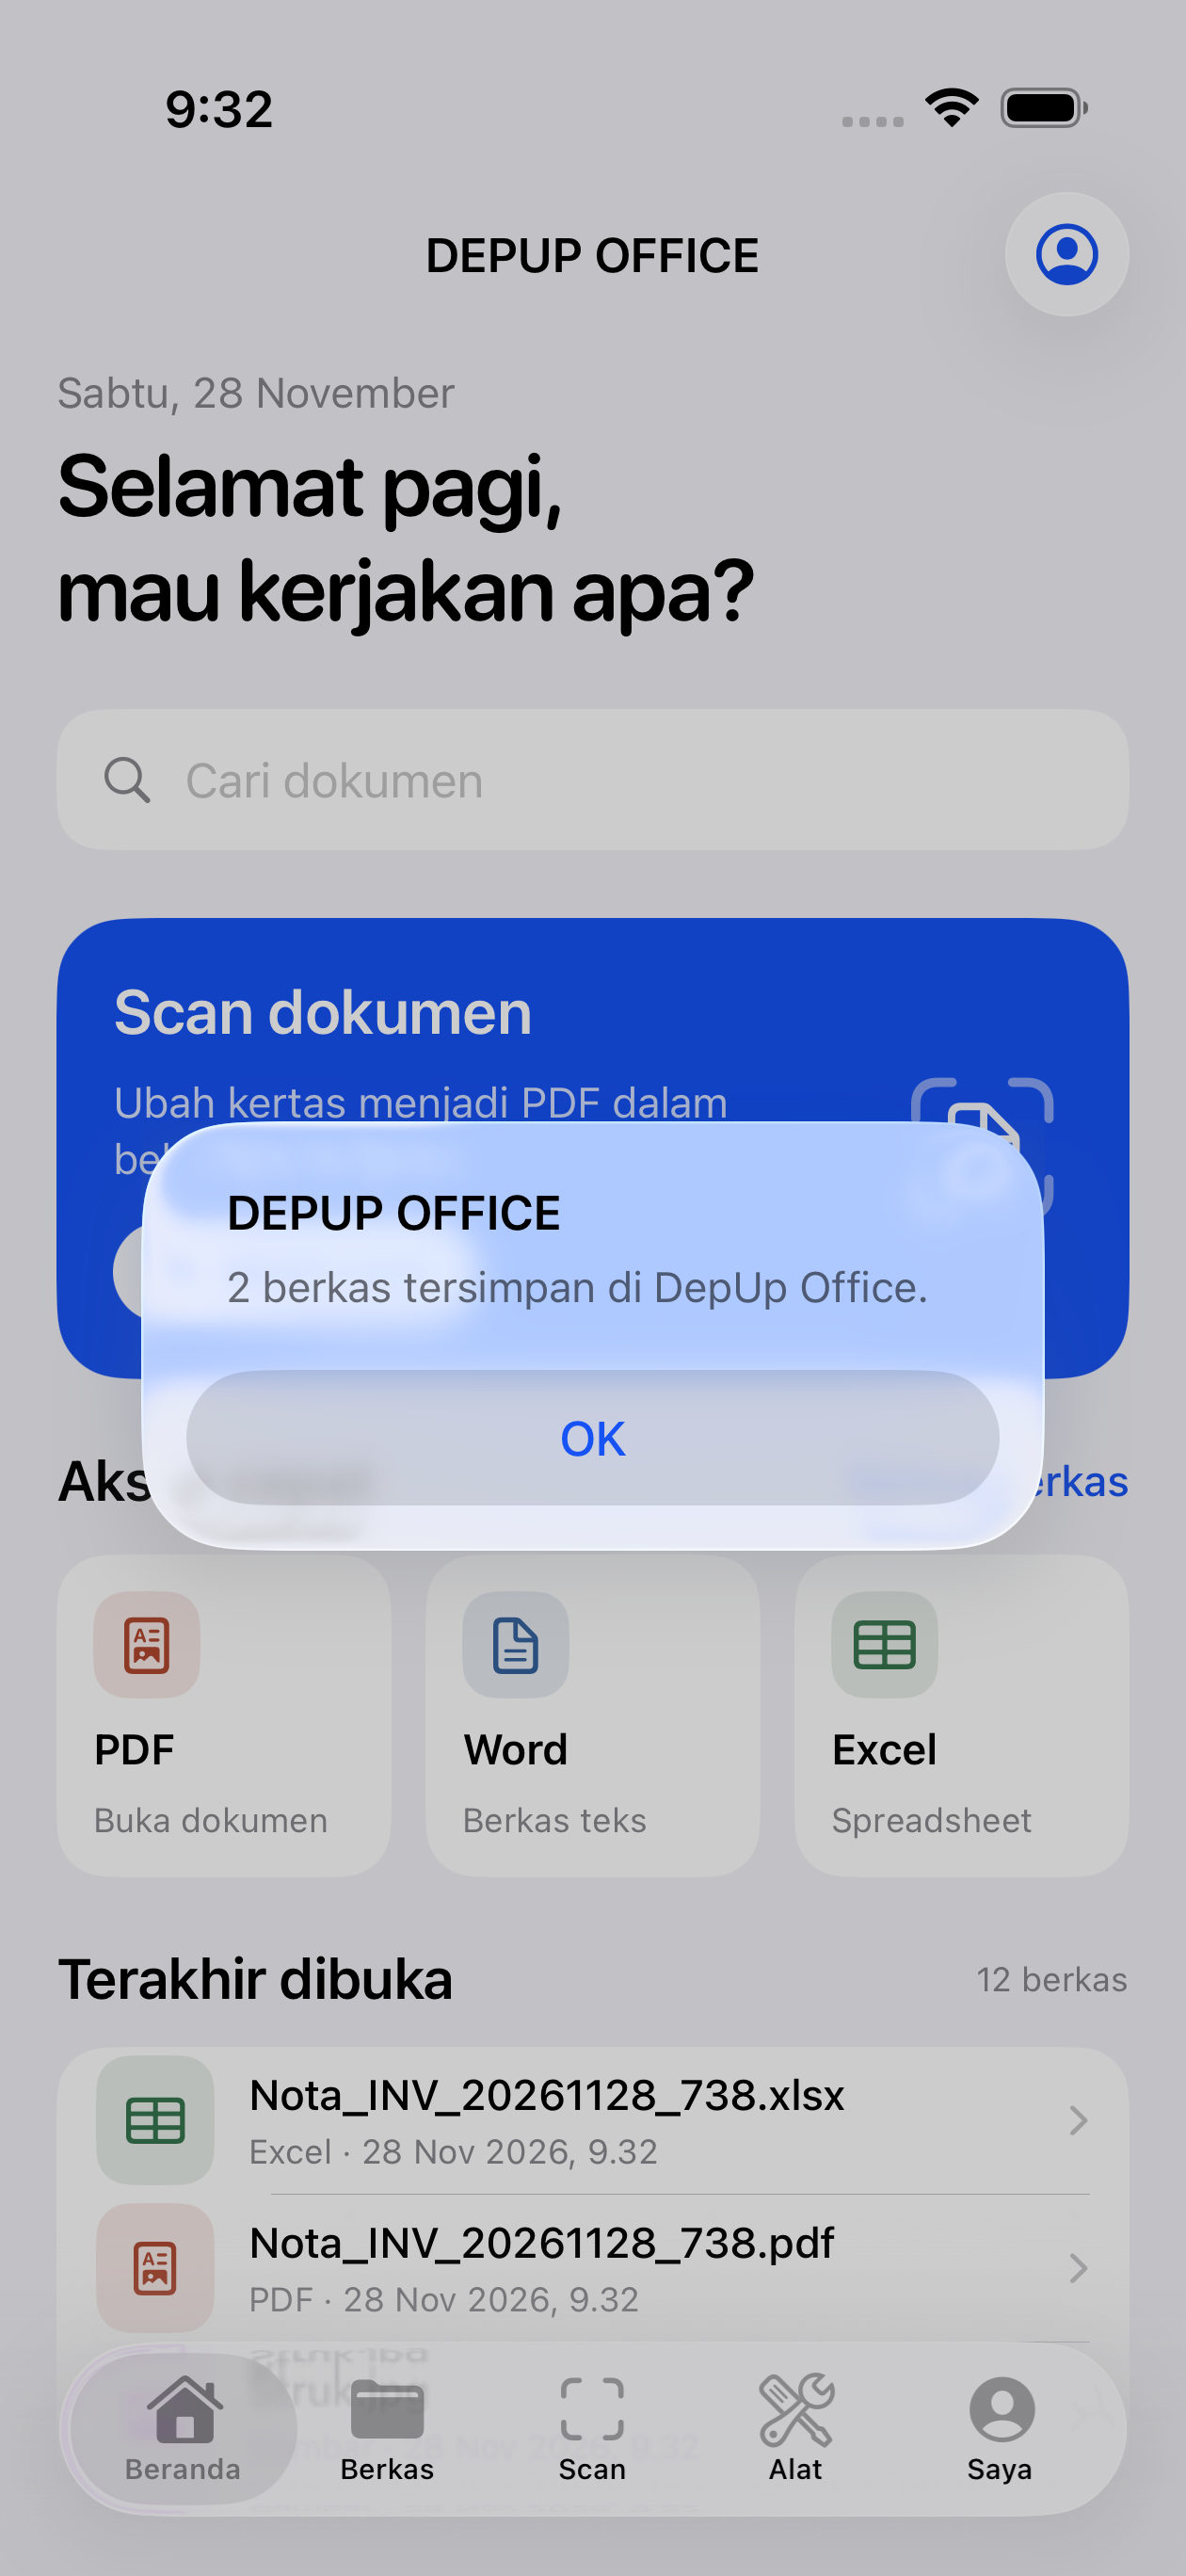 9:32
DEPUP OFFICE
Sabtu, 28 November
Selamat pagi,
mau kerjakan apa?
Cari dokumen
Scan dokumen
Ubah kertas menjadi PDF dalam
DEPUP OFFICE
2 berkas tersimpan di DepUp Office.
OK
PDF
Buka dokumen
Word
Berkas teks
Excel
Spreadsheet
Terakhir dibuka
12 berkas
Nota_INV_20261128_738.xlsx
Excel · 28 Nov 2026, 9.32
Nota_INV_20261128_738.pdf
PDF · 28 Nov 2026, 9.32
Beranda
Berkas
Scan
Alat
Saya